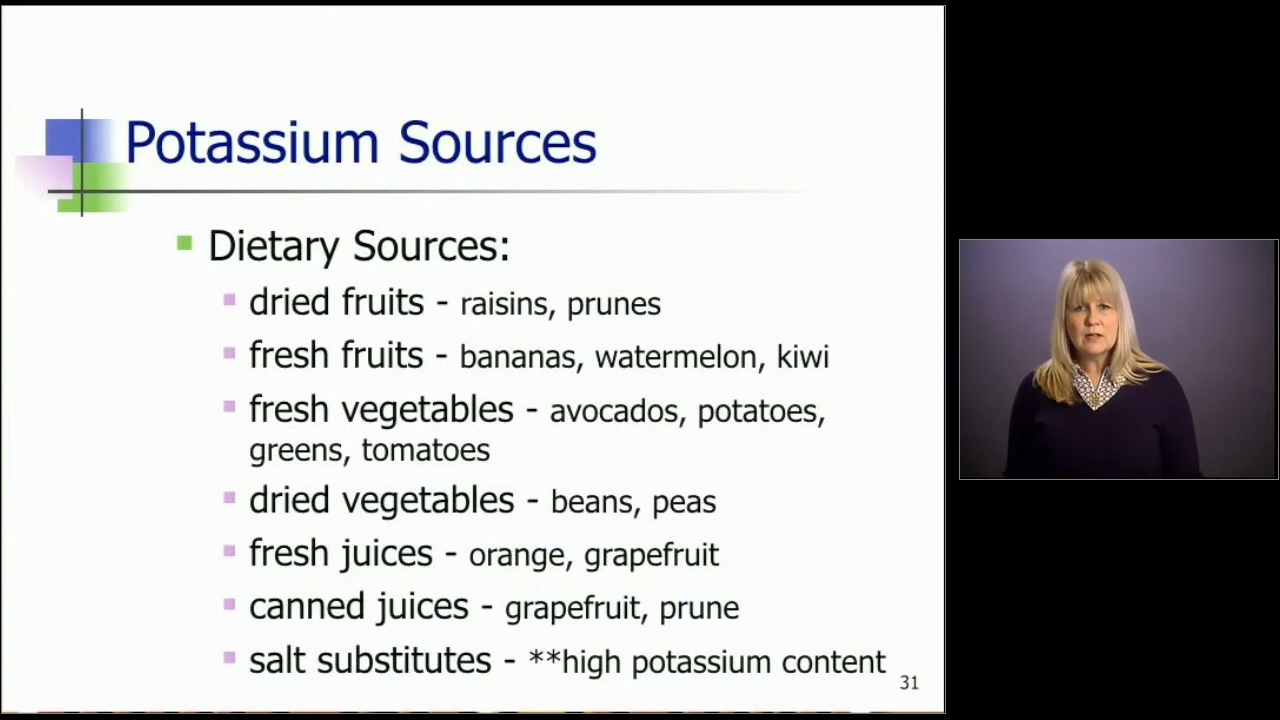 Potassium Sources
Dietary Sources:
dried fruits - raisins, prunes
fresh fruits - bananas, watermelon, kiwi
fresh vegetables - avocados, potatoes,
greens, tomatoes
dried vegetables - beans, peas
fresh juices - orange, grapefruit
canned juices - grapefruit, prune
salt substitutes - **high potassium content
31